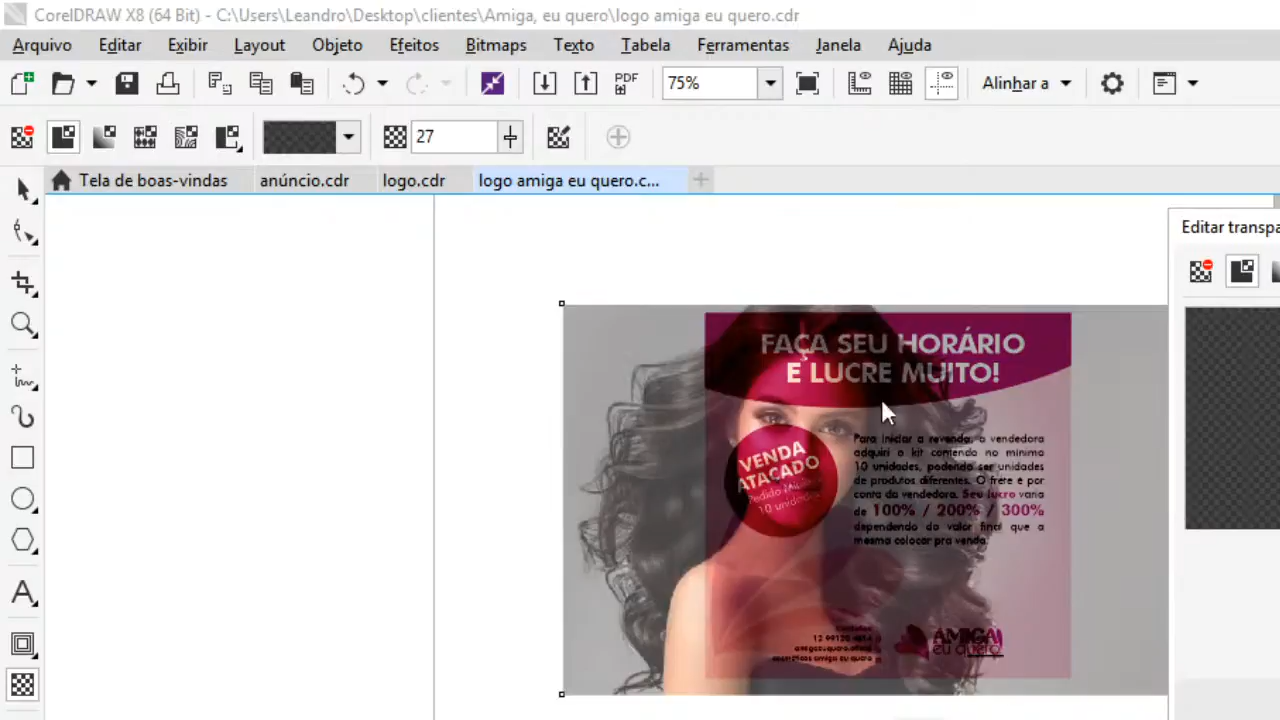 CorelDRAW X8 (64 Bit) - C:\Users\Leandro\Desktop\clientes\Amiga, eu quero\logo amiga eu quero.cdr
Arquivo Editar Exibir Layout Objeto Efeitos Bitmaps Texto Tabela Ferramentas Janela Ajuda
PDF 75% Alinhar a
27
Tela de boas-vindas anúncio.cdr logo.cdr logo amiga eu quero.c...
Editar transpa
FAÇA SEU HORÁRIO
E LUCRE MUITO!
VENDA
ATACADO
10 unidades
Para iniciar a revenda, a vendedora
adquiri o kit contendo no mínimo
10 unidades, podendo ser unidades
de produtos diferentes. O frete é por
conta da vendedora. Seu lucro varia
de 100% / 200% / 300%
dependendo do valor final que a
mesma colocar pra venda.
AMIGA
eu quero